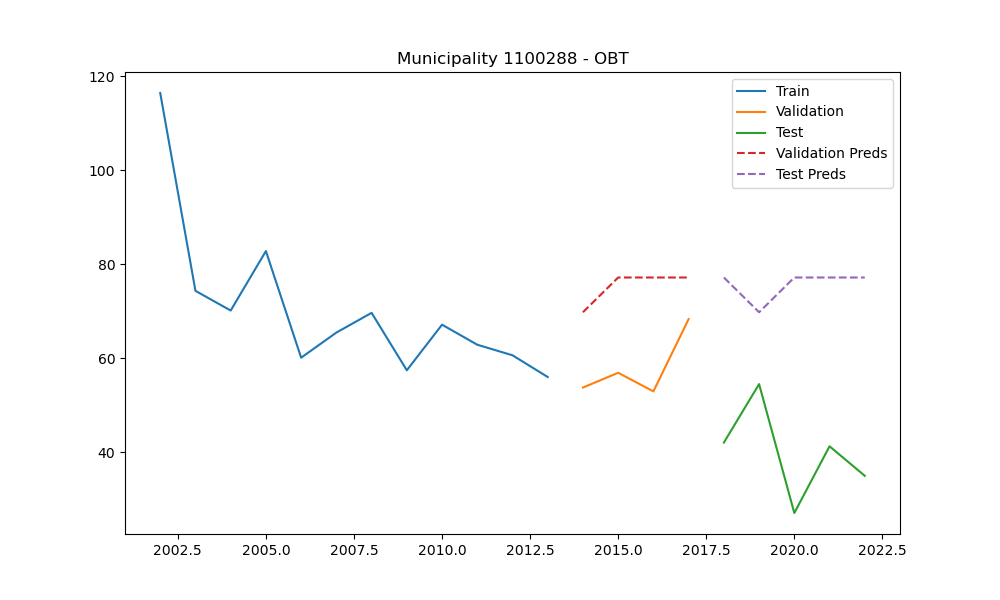 Municipality 1100288 - OBT
120
100
80
60
40
Train
Validation
Test
Validation Preds
Test Preds
2002.5 2005.0 2007.5 2010.0 2012.5 2015.0 2017.5 2020.0 2022.5